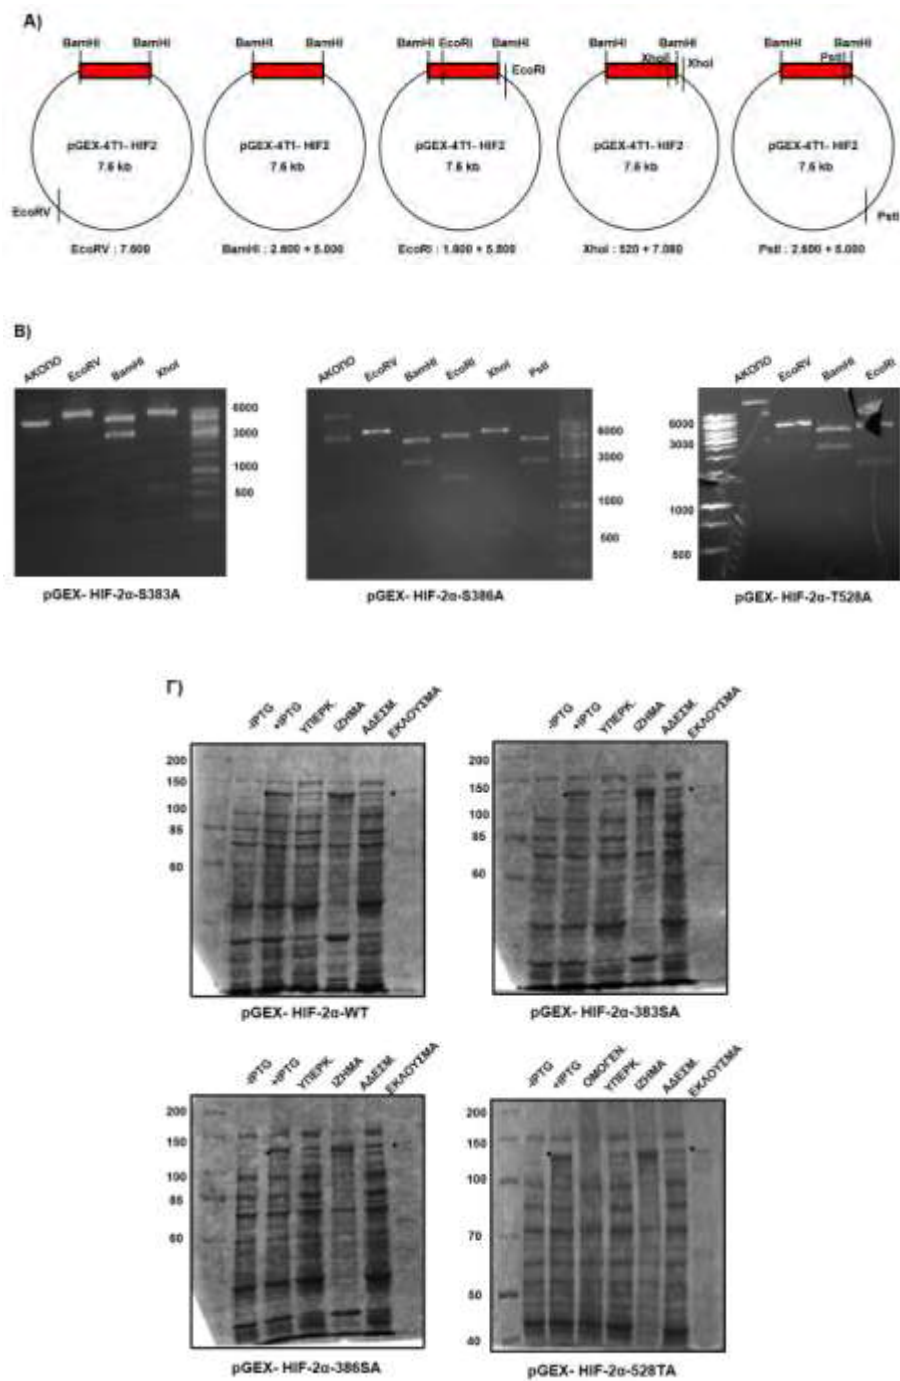 A)
BamHI BamHI
pGEX-4T1- HIF2
7.6 kb
EcoRV
EcoRV : 7.600
BamHI BamHI
pGEX-4T1- HIF2
7.6 kb
BamHI : 2.600 + 5.000
BamHI EcoRI BamHI
EcoRI
pGEX-4T1- HIF2
7.6 kb
EcoRI : 1.800 + 5.800
BamHI BamHI
XhoI XhoI
pGEX-4T1- HIF2
7.6 kb
XhoI : 520 + 7.080
BamHI BamHI
PstI
pGEX-4T1- HIF2
7.6 kb
PstI
PstI : 2.600 + 5.000
B)
ΑΚΟΠΟ EcoRV BamHI XhoI
6000
3000
1000
500
pGEX- HIF-2α-S383A
ΑΚΟΠΟ EcoRV BamHI EcoRI XhoI PstI
6000
3000
1000
500
pGEX- HIF-2α-S386A
ΑΚΟΠΟ EcoRV BamHI EcoRI
6000
3000
1000
500
pGEX- HIF-2α-T528A
Γ)
-IPTG +IPTG ΥΠΕΡΚ. ΙΖΗΜΑ ΑΔΕΣΜ. ΕΚΛΟΥΣΜΑ
200
150
100
85
60
pGEX- HIF-2α-WT
-IPTG +IPTG ΥΠΕΡΚ. ΙΖΗΜΑ ΑΔΕΣΜ. ΕΚΛΟΥΣΜΑ
200
150
100
85
60
pGEX- HIF-2α-383SA
-IPTG +IPTG ΥΠΕΡΚ. ΙΖΗΜΑ ΑΔΕΣΜ. ΕΚΛΟΥΣΜΑ
200
150
100
85
60
pGEX- HIF-2α-386SA
-IPTG +IPTG ΟΜΟΓΕΝ. ΥΠΕΡΚ. ΙΖΗΜΑ ΑΔΕΣΜ. ΕΚΛΟΥΣΜΑ
200
150
100
70
50
40
pGEX- HIF-2α-528TA